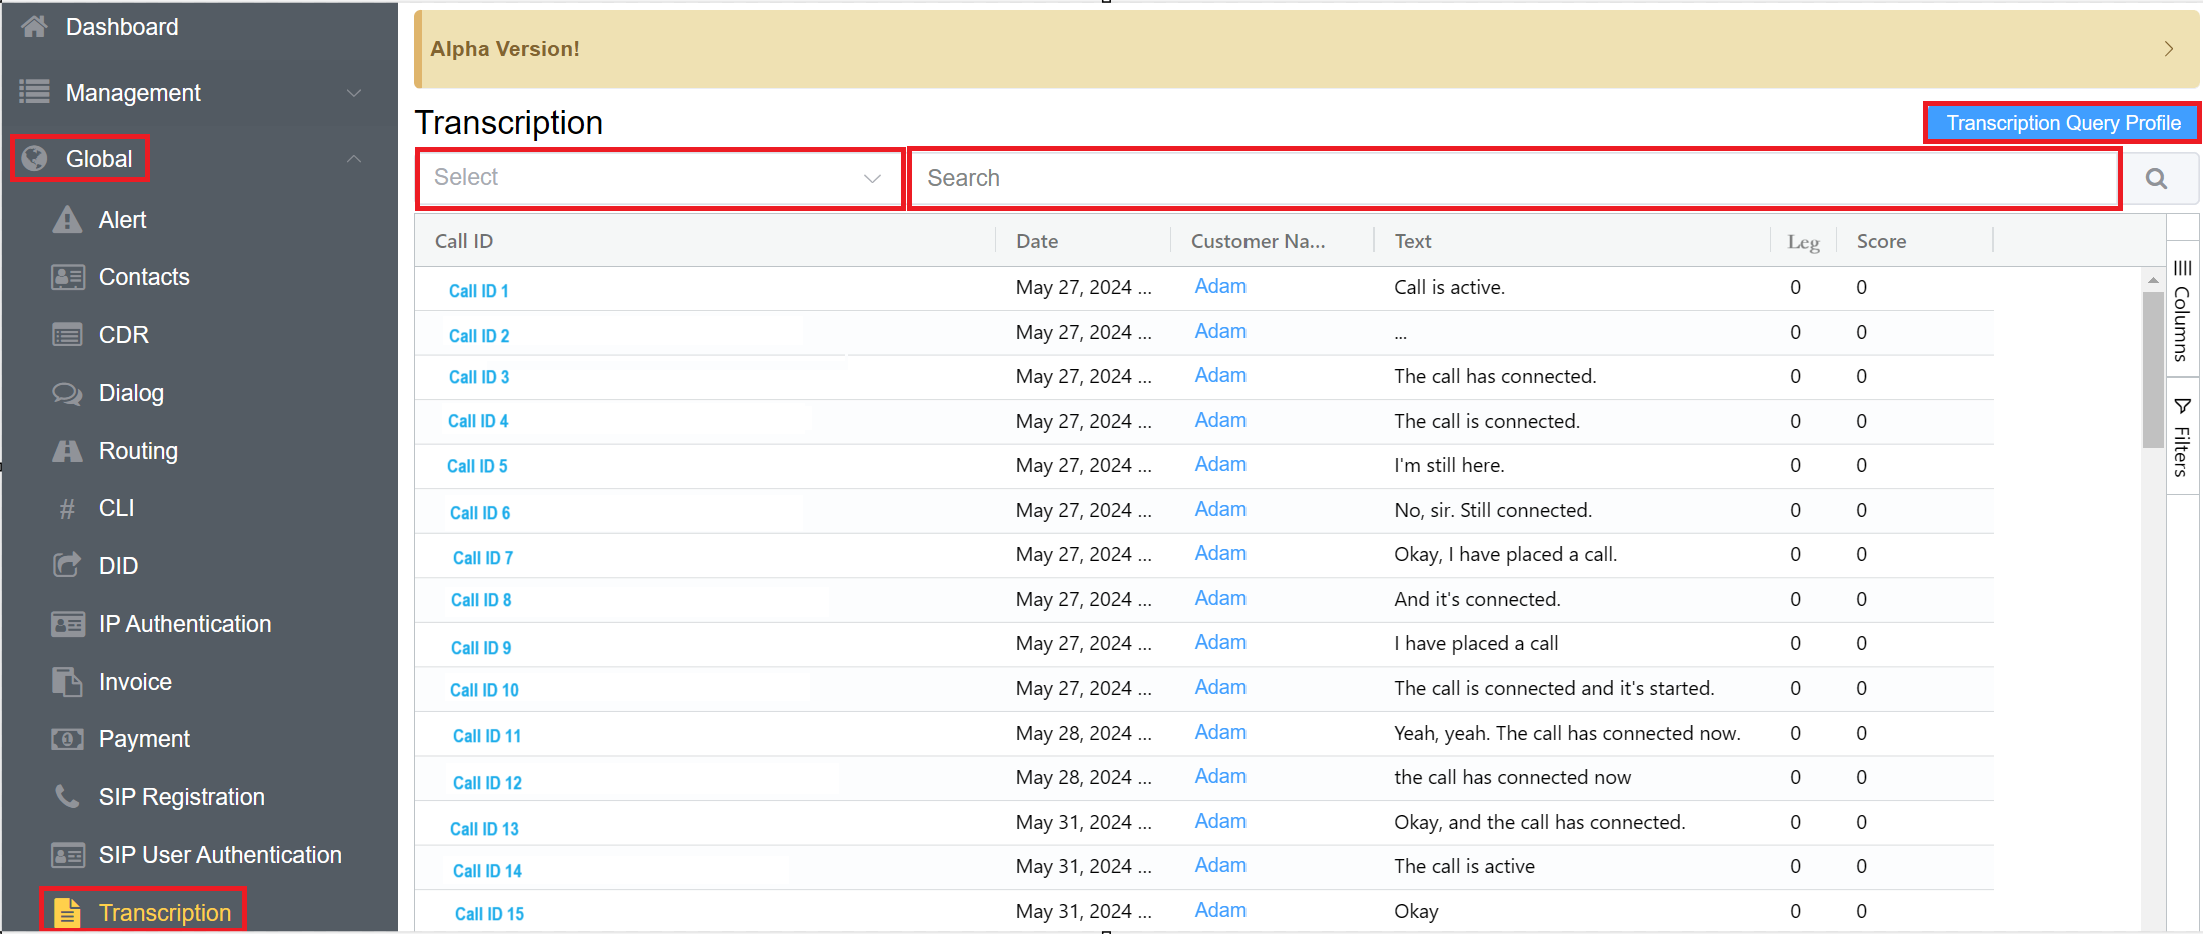 Dashboard
Management
Global
Alert
Contacts
CDR
Dialog
Routing
# CLI
DID
IP Authentication
Invoice
Payment
SIP Registration
SIP User Authentication
Transcription
Alpha Version!
Transcription
Transcription Query Profile
Select
Search
Call ID Date Customer Na... Text Leg Score
Call ID 1 May 27, 2024 ... Adam Call is active. 0 0
Call ID 2 May 27, 2024 ... Adam ... 0 0
Call ID 3 May 27, 2024 ... Adam The call has connected. 0 0
Call ID 4 May 27, 2024 ... Adam The call is connected. 0 0
Call ID 5 May 27, 2024 ... Adam I'm still here. 0 0
Call ID 6 May 27, 2024 ... Adam No, sir. Still connected. 0 0
Call ID 7 May 27, 2024 ... Adam Okay, I have placed a call. 0 0
Call ID 8 May 27, 2024 ... Adam And it's connected. 0 0
Call ID 9 May 27, 2024 ... Adam I have placed a call 0 0
Call ID 10 May 27, 2024 ... Adam The call is connected and it's started. 0 0
Call ID 11 May 28, 2024 ... Adam Yeah, yeah. The call has connected now. 0 0
Call ID 12 May 28, 2024 ... Adam the call has connected now 0 0
Call ID 13 May 31, 2024 ... Adam Okay, and the call has connected. 0 0
Call ID 14 May 31, 2024 ... Adam The call is active 0 0
Call ID 15 May 31, 2024 ... Adam Okay 0 0
Columns
Filters